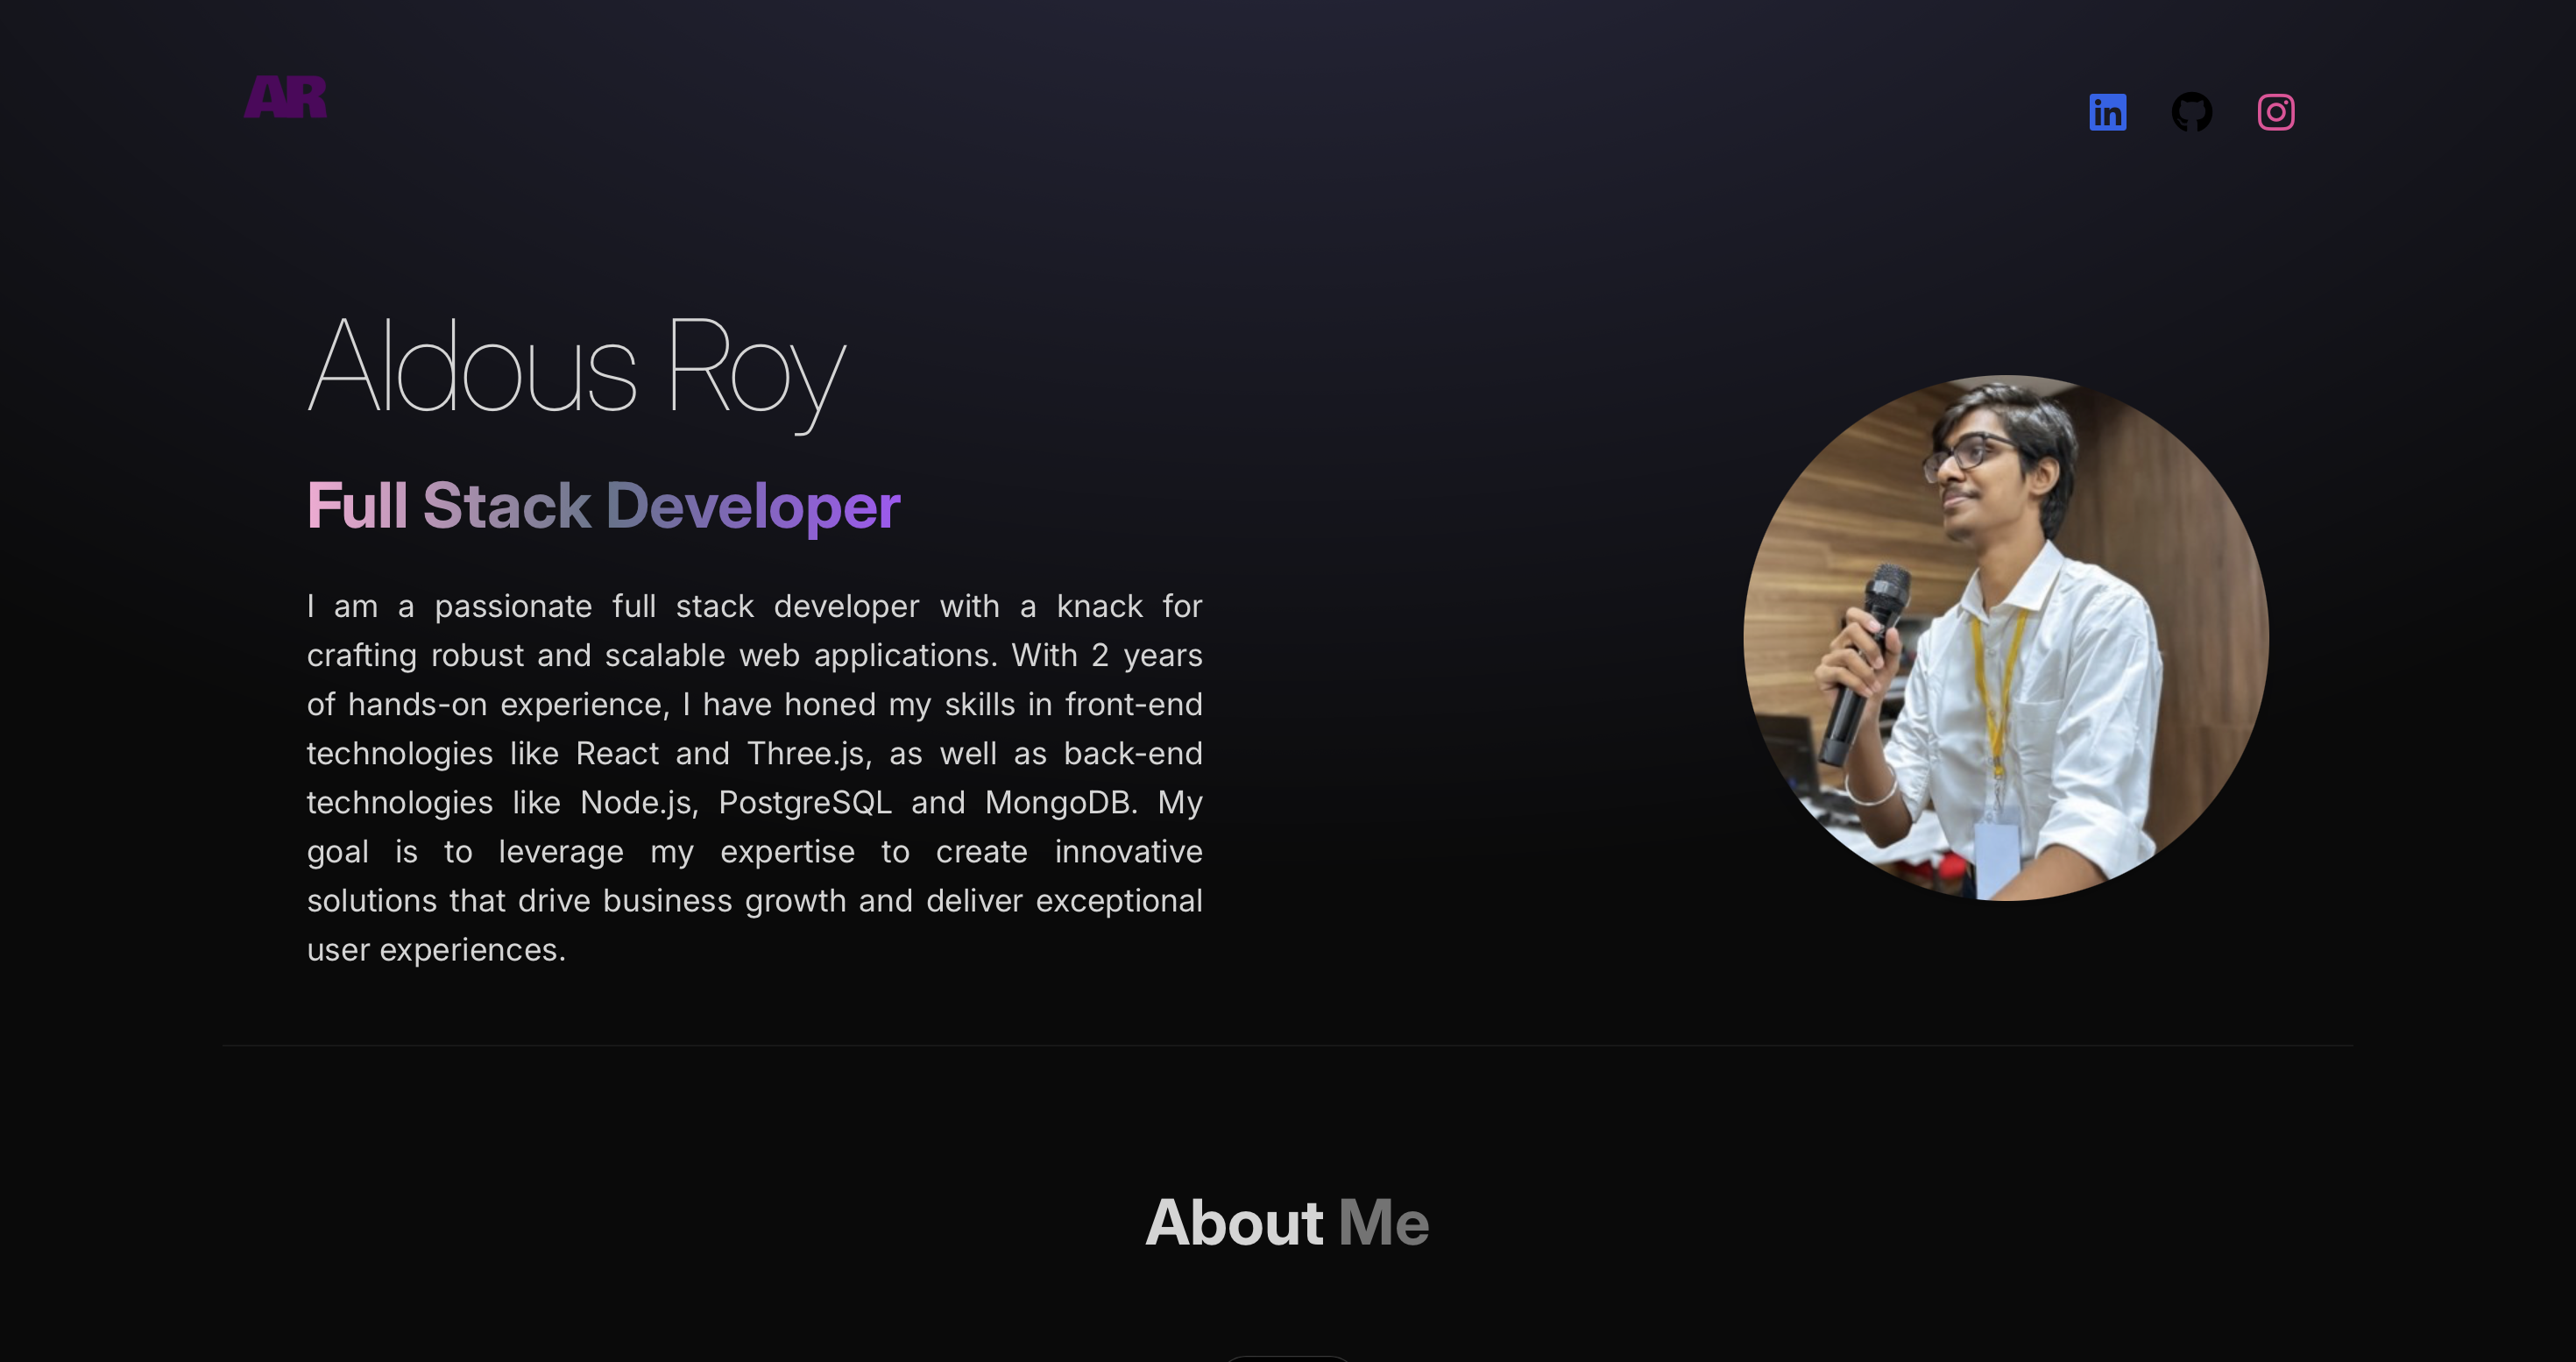 AR
in
Aldous Roy
Full Stack Developer
I am a passionate full stack developer with a knack for
crafting robust and scalable web applications. With 2 years
of hands-on experience, I have honed my skills in front-end
technologies like React and Three.js, as well as back-end
technologies like Node.js, PostgreSQL and MongoDB. My
goal is to leverage my expertise to create innovative
solutions that drive business growth and deliver exceptional
user experiences.
About Me